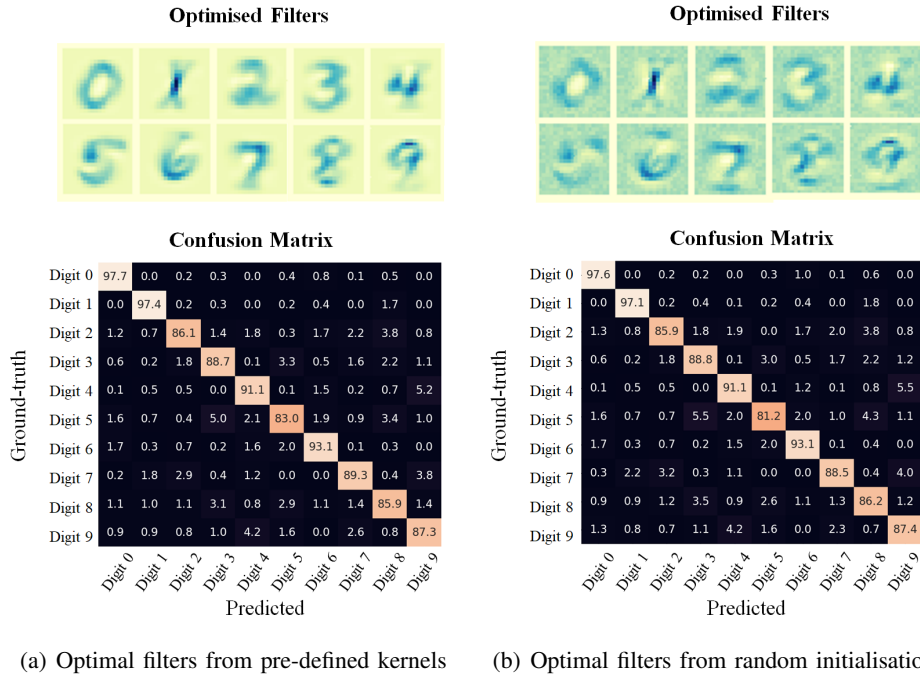 Optimised Filters
Confusion Matrix
Ground-truth
Digit 0 97.7 0.0 0.2 0.3 0.0 0.4 0.8 0.1 0.5 0.0
Digit 1 0.0 97.4 0.2 0.3 0.0 0.2 0.4 0.0 1.7 0.0
Digit 2 1.2 0.7 86.1 1.4 1.8 0.3 1.7 2.2 3.8 0.8
Digit 3 0.6 0.2 1.8 88.7 0.1 3.3 0.5 1.6 2.2 1.1
Digit 4 0.1 0.5 0.5 0.0 91.1 0.1 1.5 0.2 0.7 5.2
Digit 5 1.6 0.7 0.4 5.0 2.1 83.0 1.9 0.9 3.4 1.0
Digit 6 1.7 0.3 0.7 0.2 1.6 2.0 93.1 0.1 0.3 0.0
Digit 7 0.2 1.8 2.9 0.4 1.2 0.0 0.0 89.3 0.4 3.8
Digit 8 1.1 1.0 1.1 3.1 0.8 2.9 1.1 1.4 85.9 1.4
Digit 9 0.9 0.9 0.8 1.0 4.2 1.6 0.0 2.6 0.8 87.3
Digit 0 Digit 1 Digit 2 Digit 3 Digit 4 Digit 5 Digit 6 Digit 7 Digit 8 Digit 9
Predicted
(a) Optimal filters from pre-defined kernels
Optimised Filters
Confusion Matrix
Ground-truth
Digit 0 97.6 0.0 0.2 0.2 0.0 0.3 1.0 0.1 0.6 0.0
Digit 1 0.0 97.1 0.2 0.4 0.1 0.2 0.4 0.0 1.8 0.0
Digit 2 1.3 0.8 85.9 1.8 1.9 0.0 1.7 2.0 3.8 0.8
Digit 3 0.6 0.2 1.8 88.8 0.1 3.0 0.5 1.7 2.2 1.2
Digit 4 0.1 0.5 0.5 0.0 91.1 0.1 1.2 0.1 0.8 5.5
Digit 5 1.6 0.7 0.7 5.5 2.0 81.2 2.0 1.0 4.3 1.1
Digit 6 1.7 0.3 0.7 0.2 1.5 2.0 93.1 0.1 0.4 0.0
Digit 7 0.3 2.2 3.2 0.3 1.1 0.0 0.0 88.5 0.4 4.0
Digit 8 0.9 0.9 1.2 3.5 0.9 2.6 1.1 1.3 86.2 1.2
Digit 9 1.3 0.8 0.7 1.1 4.2 1.6 0.0 2.3 0.7 87.4
Digit 0 Digit 1 Digit 2 Digit 3 Digit 4 Digit 5 Digit 6 Digit 7 Digit 8 Digit 9
Predicted
(b) Optimal filters from random initialisatio